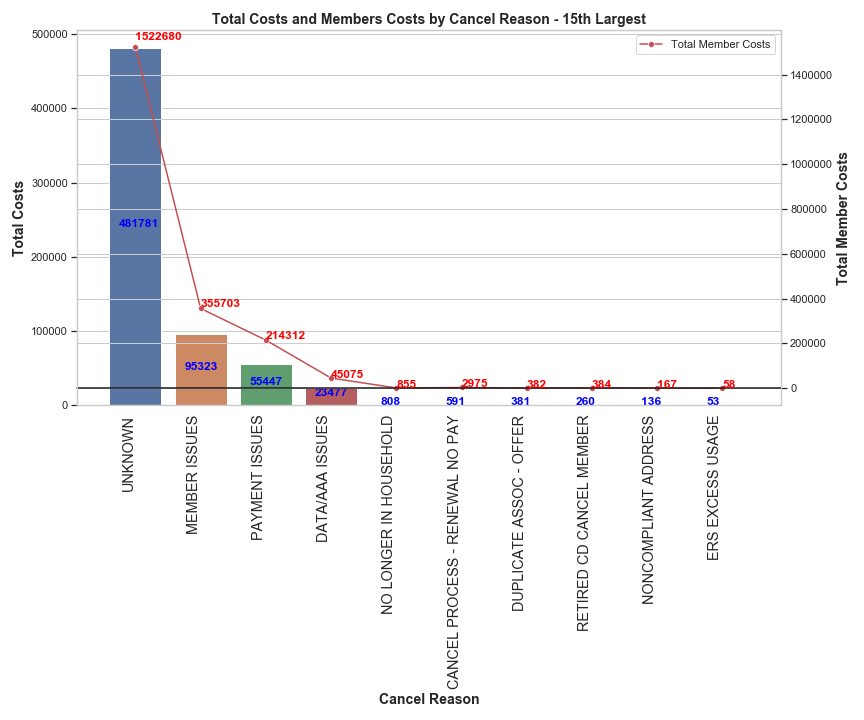 Total Costs and Members Costs by Cancel Reason - 15th Largest
Total Member Costs
Total Costs
500000
400000
300000
200000
100000
0
1400000
1200000
1000000
800000
600000
400000
200000
0
Total Member Costs
1522680
355703
214312
45075
855
2975
382
384
167
58
481781
95323
55447
23477
808
591
381
260
136
53
UNKNOWN
MEMBER ISSUES
PAYMENT ISSUES
DATA/AAA ISSUES
NO LONGER IN HOUSEHOLD
CANCEL PROCESS - RENEWAL NO PAY
DUPLICATE ASSOC - OFFER
RETIRED CD CANCEL MEMBER
NONCOMPLIANT ADDRESS
ERS EXCESS USAGE
Cancel Reason